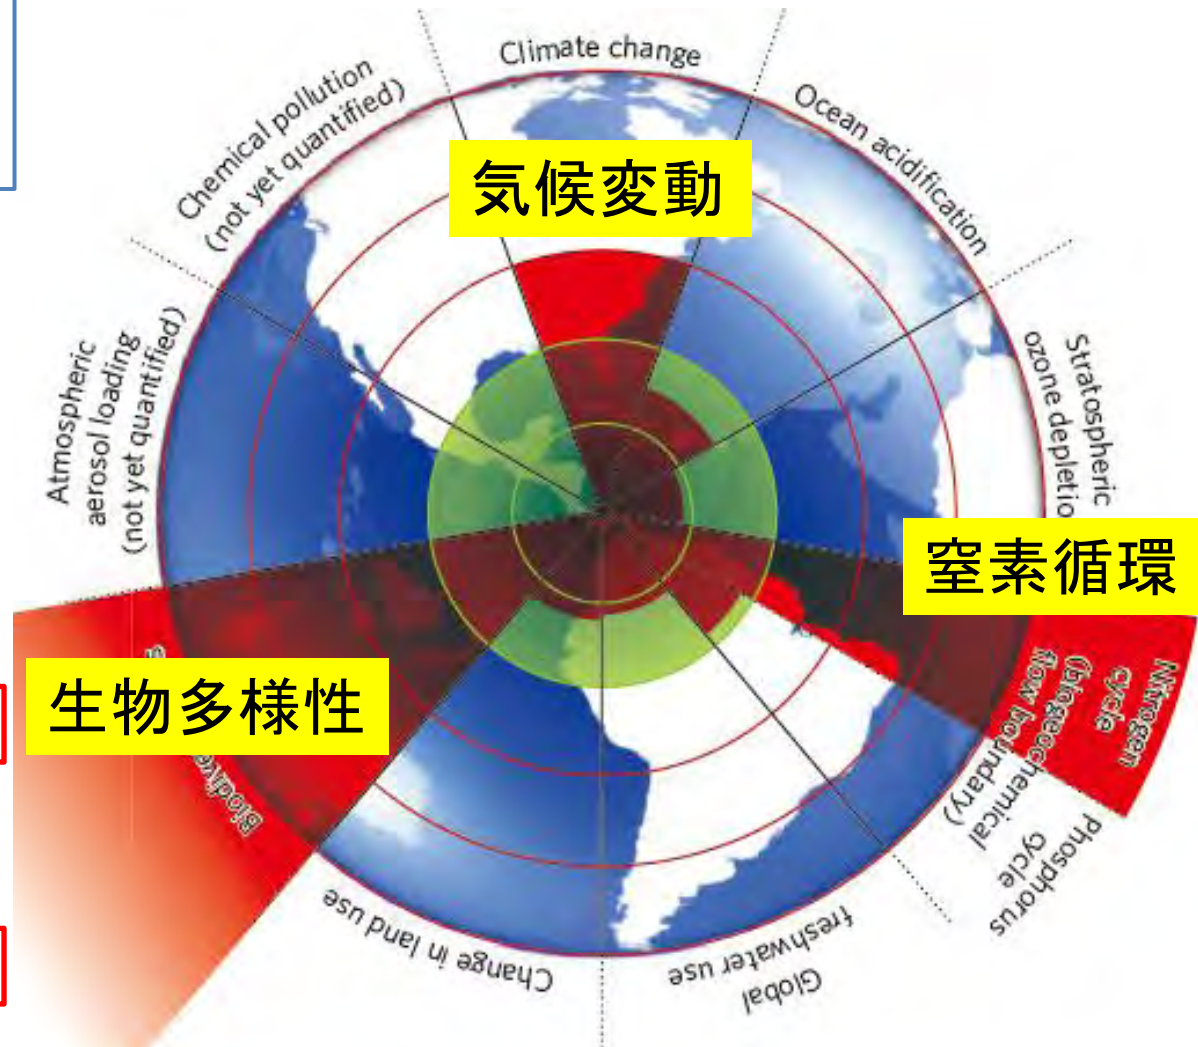 Climate change
Ocean acidification
Stratospheric
ozone
Nitrogen
cycle
(biogeochemical
flow boundary)
Phosphorus
cycle
Global
freshwater use
Change in land use
Atmospheric
aerosol loading
(not yet quantified)
Chemical pollution
(not yet quantified)
気候変動
窒素循環
生物多様性